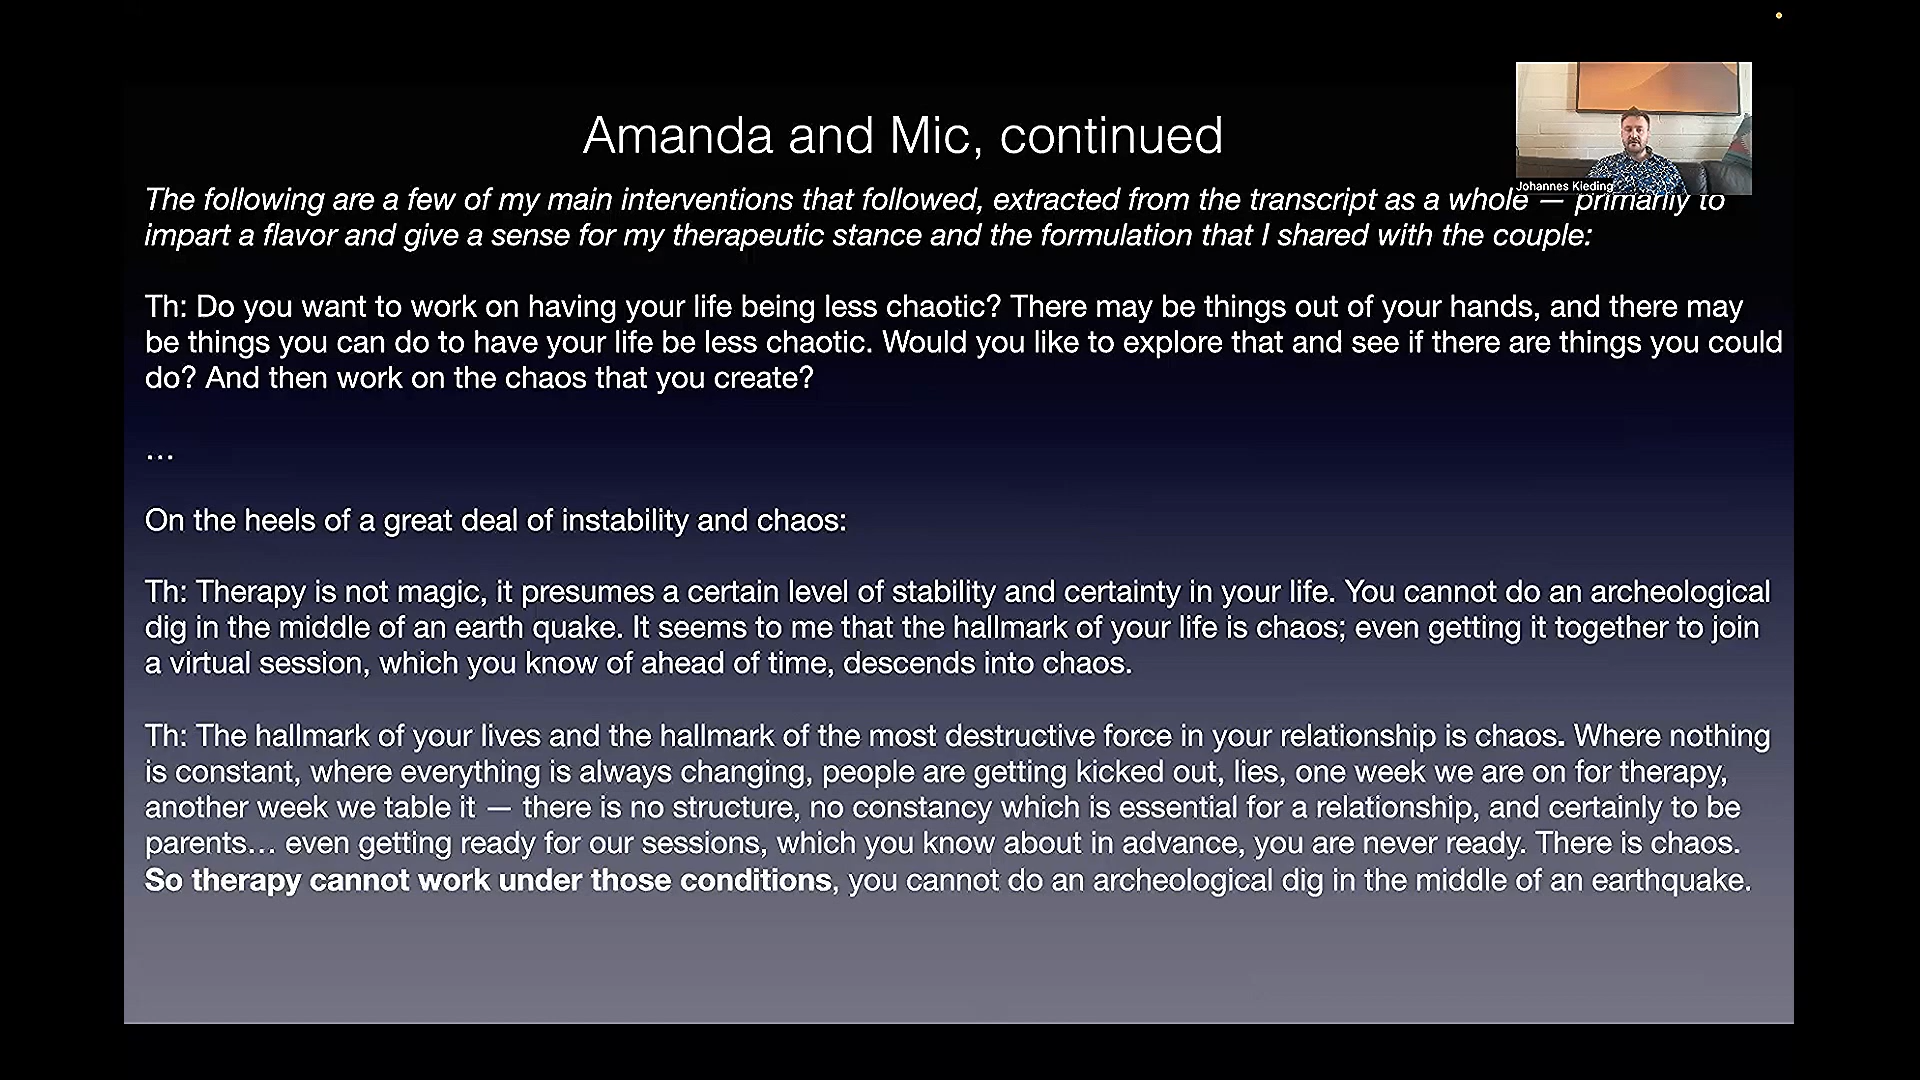 Amanda and Mic, continued
Johannes Kieding
The following are a few of my main interventions that followed, extracted from the transcript as a whole — primarily to
impart a flavor and give a sense for my therapeutic stance and the formulation that I shared with the couple:
Th: Do you want to work on having your life being less chaotic? There may be things out of your hands, and there may
be things you can do to have your life be less chaotic. Would you like to explore that and see if there are things you could
do? And then work on the chaos that you create?
…
On the heels of a great deal of instability and chaos:
Th: Therapy is not magic, it presumes a certain level of stability and certainty in your life. You cannot do an archeological
dig in the middle of an earth quake. It seems to me that the hallmark of your life is chaos; even getting it together to join
a virtual session, which you know of ahead of time, descends into chaos.
Th: The hallmark of your lives and the hallmark of the most destructive force in your relationship is chaos. Where nothing
is constant, where everything is always changing, people are getting kicked out, lies, one week we are on for therapy,
another week we table it — there is no structure, no constancy which is essential for a relationship, and certainly to be
parents… even getting ready for our sessions, which you know about in advance, you are never ready. There is chaos.
So therapy cannot work under those conditions, you cannot do an archeological dig in the middle of an earthquake.